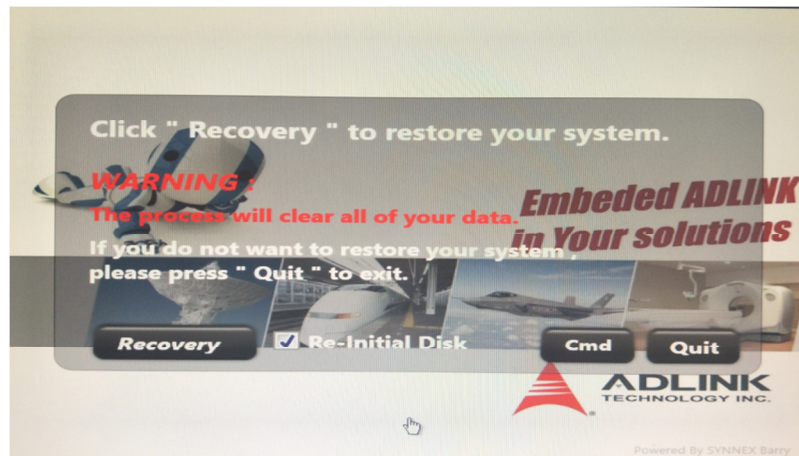 Click " Recovery " to restore your system.
WARNING :
The process will clear all of your data.
Embeded ADLINK
in Your solutions
If you do not want to restore your system ,
please press " Quit " to exit.
Recovery
Re-Initial Disk
Cmd
Quit
ADLINK
TECHNOLOGY INC.
Powered By SYNNEX Barry